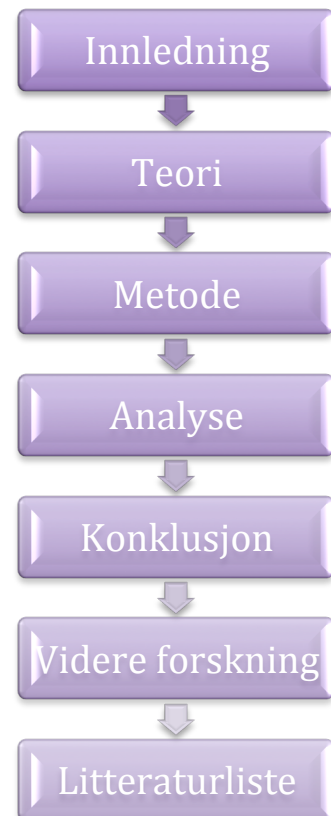 Innledning
Teori
Metode
Analyse
Konklusjon
Videre forskning
Litteraturliste